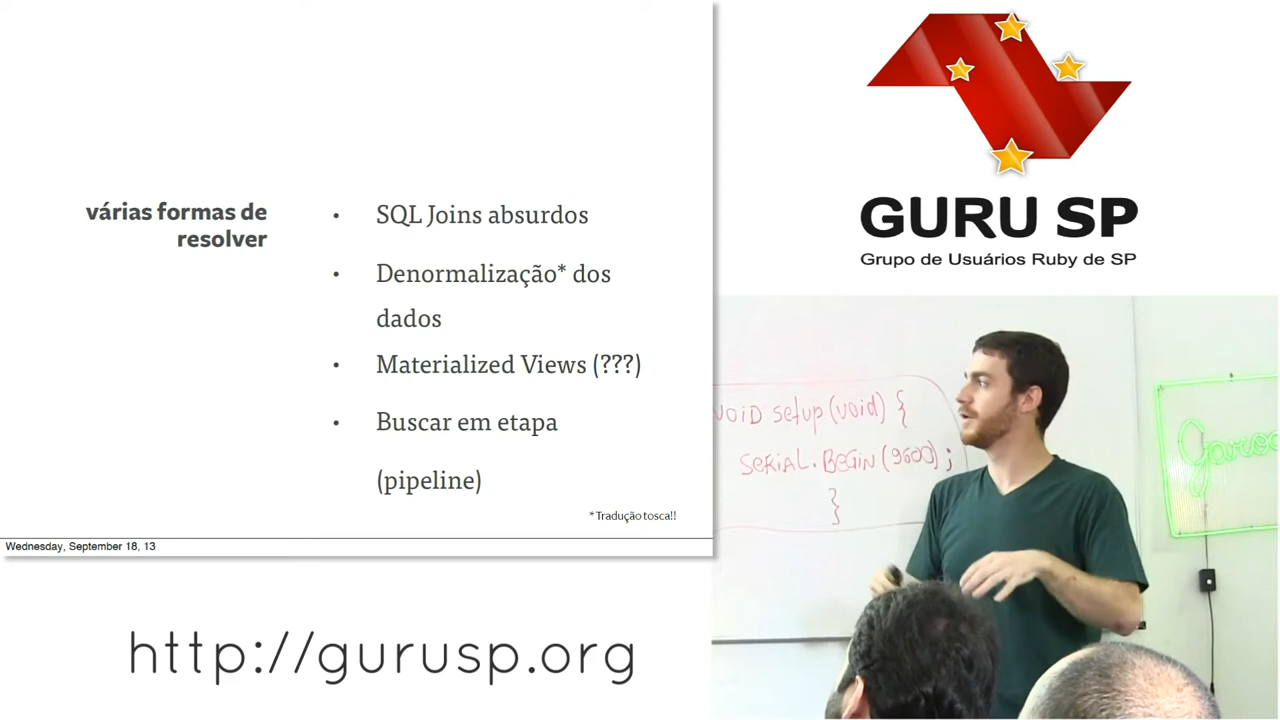 várias formas de
resolver
• SQL Joins absurdos
• Denormalização* dos
dados
• Materialized Views (???)
• Buscar em etapa
(pipeline)
*Tradução tosca!!
Wednesday, September 18, 13
http://gurusp.org
GURU SP
Grupo de Usuários Ruby de SP
void setup (void) {
SERIAL.BEGIN (9600) ;
}